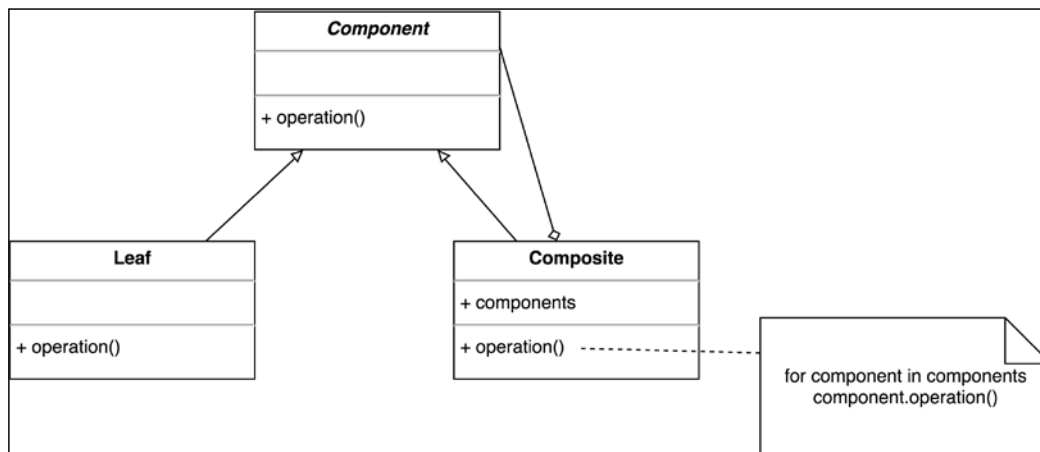 Component
+ operation()
Leaf
+ operation()
Composite
+ components
+ operation()
for component in components
component.operation()